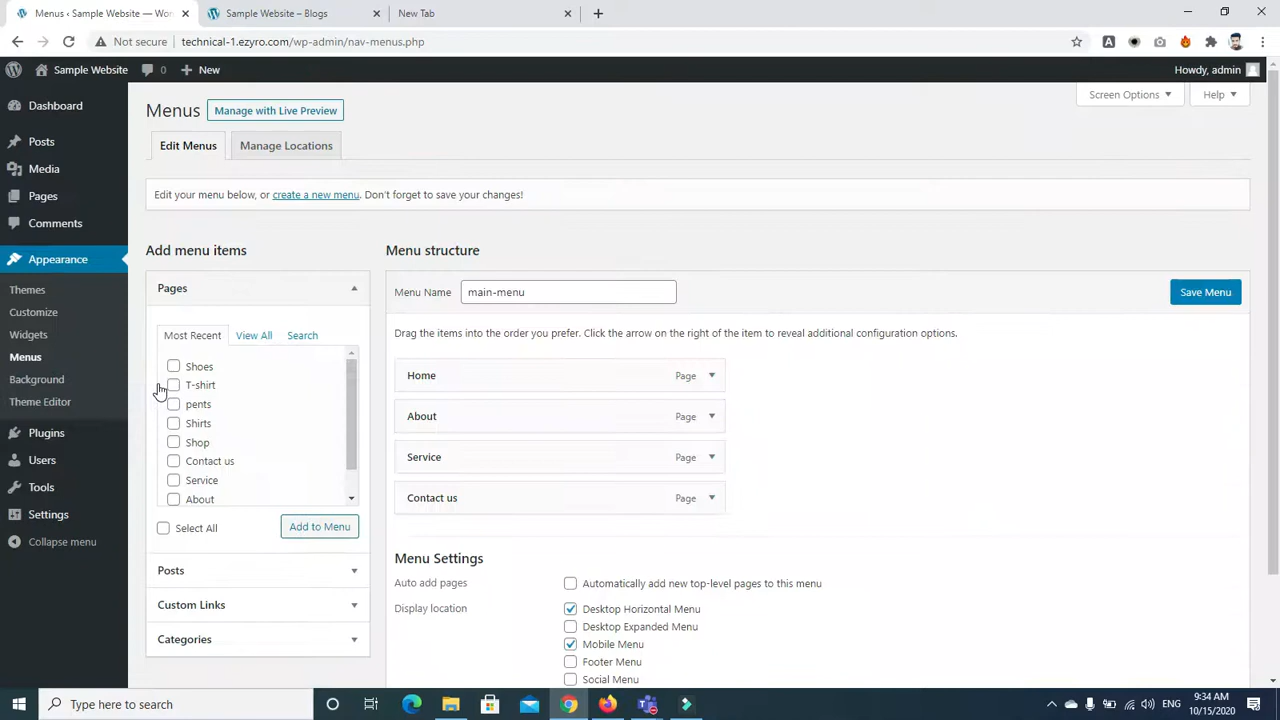 Menus ‹ Sample Website — Wor
Sample Website – Blogs
New Tab
Not secure
technical-1.ezyro.com/wp-admin/nav-menus.php
Sample Website
0
New
Howdy, admin
Dashboard
Posts
Media
Pages
Comments
Appearance
Themes
Customize
Widgets
Menus
Background
Theme Editor
Plugins
Users
Tools
Settings
Collapse menu
Menus
Manage with Live Preview
Screen Options
Help
Edit Menus
Manage Locations
Edit your menu below, or create a new menu. Don't forget to save your changes!
Add menu items
Pages
Most Recent
View All
Search
Shoes
T-shirt
pents
Shirts
Shop
Contact us
Service
About
Select All
Add to Menu
Posts
Custom Links
Categories
Menu structure
Menu Name
main-menu
Save Menu
Drag the items into the order you prefer. Click the arrow on the right of the item to reveal additional configuration options.
Home Page
About Page
Service Page
Contact us Page
Menu Settings
Auto add pages
Automatically add new top-level pages to this menu
Display location
Desktop Horizontal Menu
Desktop Expanded Menu
Mobile Menu
Footer Menu
Social Menu
Type here to search
ENG
9:34 AM
10/15/2020